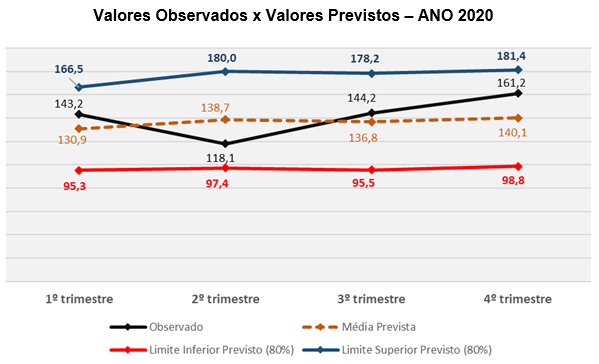 Valores Observados x Valores Previstos – ANO 2020
166,5 180,0 178,2 181,4
143,2 138,7 144,2 161,2
130,9 118,1 136,8 140,1
95,3 97,4 95,5 98,8
1º trimestre 2º trimestre 3º trimestre 4º trimestre
Observado Média Prevista
Limite Inferior Previsto (80%) Limite Superior Previsto (80%)